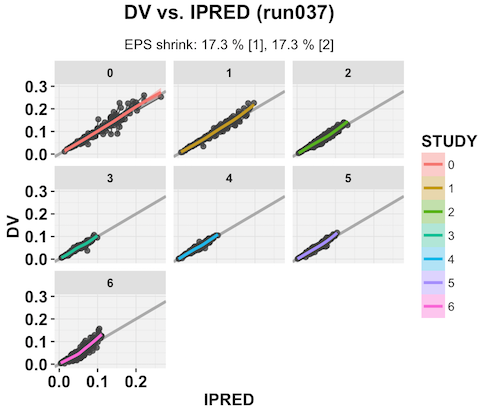 DV vs. IPRED (run037)
EPS shrink: 17.3 % [1], 17.3 % [2]
0 1 2
0.3
0.2
0.1
0.0
3 4 5
0.3
0.2
0.1
0.0
6
0.3
0.2
0.1
0.0
0.0 0.1 0.2
DV
IPRED
STUDY
0
1
2
3
4
5
6